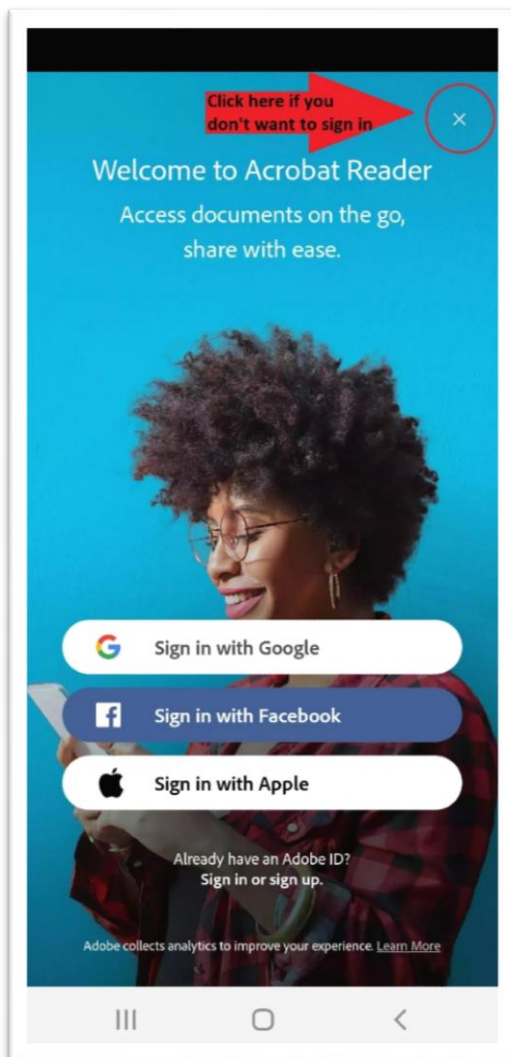 Click here if you
don't want to sign in
Welcome to Acrobat Reader
Access documents on the go,
share with ease.
Sign in with Google
Sign in with Facebook
Sign in with Apple
Already have an Adobe ID?
Sign in or sign up.
Adobe collects analytics to improve your experience. Learn More